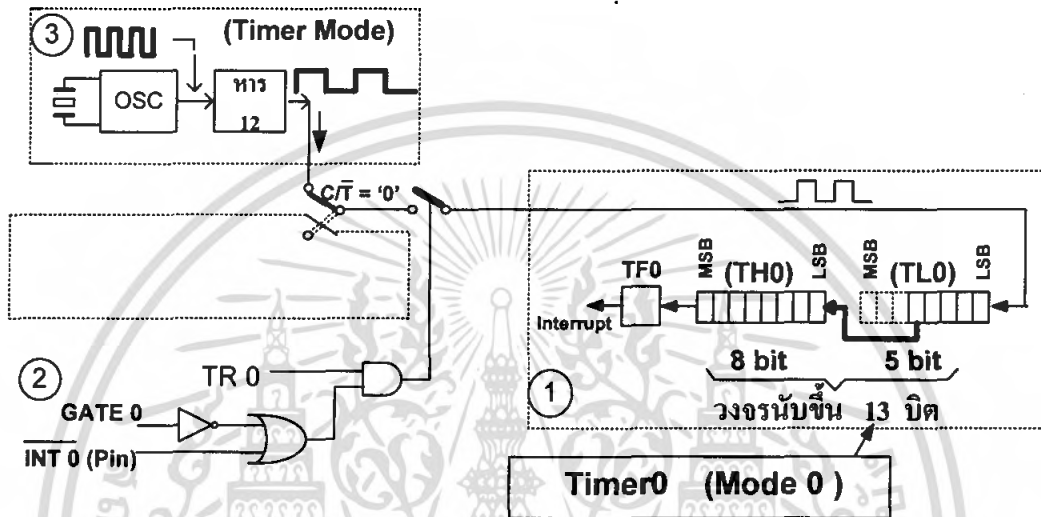 3
(Timer Mode)
OSC
หาร
12
C/T̅ = '0'
TF0
MSB
(TH0)
LSB
MSB
(TL0)
LSB
Interrupt
8 bit
5 bit
1
วงจรนับขึ้น 13 บิต
2
TR 0
GATE 0
I̅N̅T̅ 0 (Pin)
Timer0 (Mode 0 )